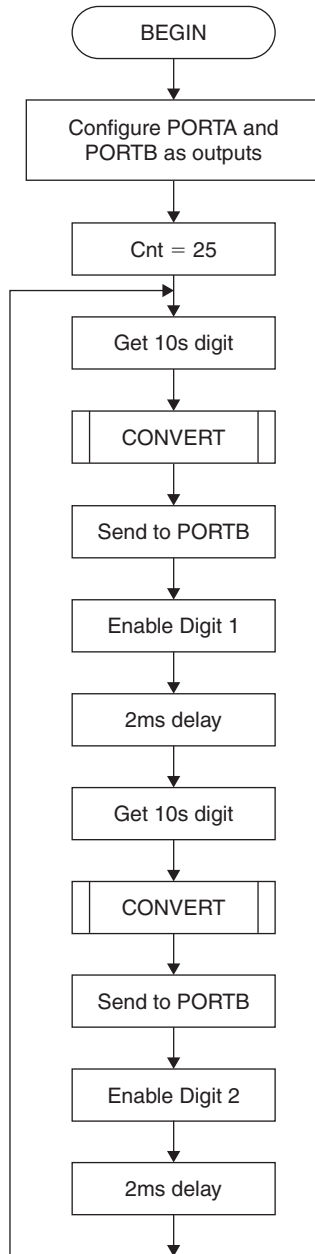 BEGIN
Configure PORTA and
PORTB as outputs
Cnt = 25
Get 10s digit
CONVERT
Send to PORTB
Enable Digit 1
2ms delay
Get 10s digit
CONVERT
Send to PORTB
Enable Digit 2
2ms delay